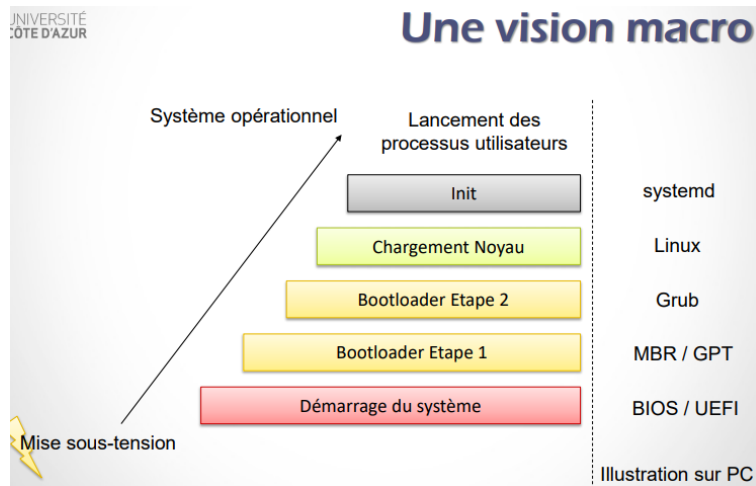 UNIVERSITÉ
CÔTE D'AZUR
Une vision macro
Système opérationnel
Lancement des
processus utilisateurs
Init
systemd
Chargement Noyau
Linux
Bootloader Etape 2
Grub
Bootloader Etape 1
MBR / GPT
Démarrage du système
BIOS / UEFI
Mise sous-tension
Illustration sur PC